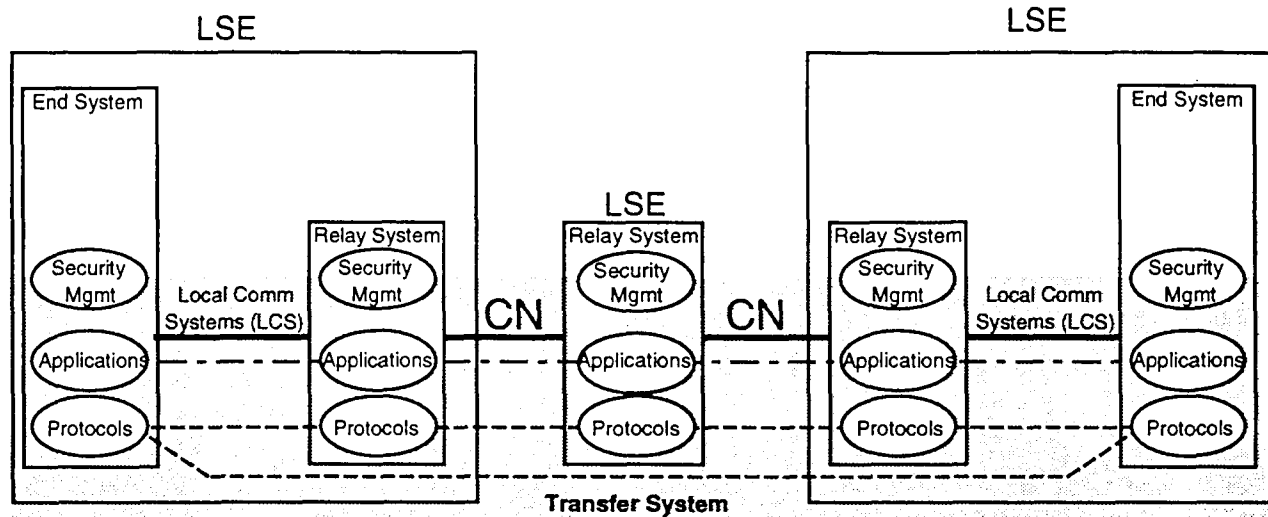 LSE
LSE
End System
End System
LSE
Relay System
Relay System
Relay System
Security
Mgmt
Security
Mgmt
Security
Mgmt
Security
Mgmt
Security
Mgmt
Local Comm
Systems (LCS)
CN
CN
Local Comm
Systems (LCS)
Applications
Applications
Applications
Applications
Applications
Protocols
Protocols
Protocols
Protocols
Protocols
Transfer System